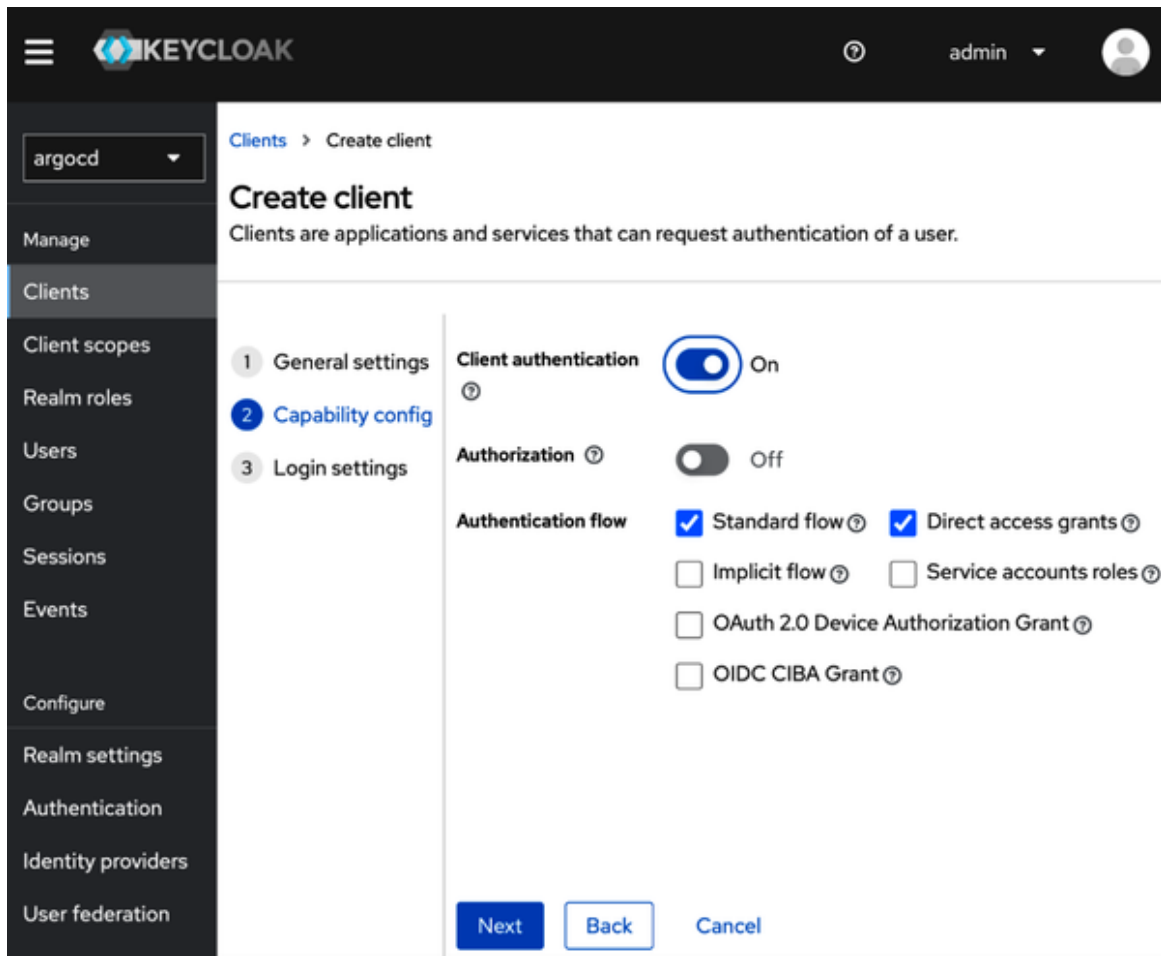 KEYCLOAK
admin
argocd
Manage
Clients
Client scopes
Realm roles
Users
Groups
Sessions
Events
Configure
Realm settings
Authentication
Identity providers
User federation
Clients > Create client
Create client
Clients are applications and services that can request authentication of a user.
1 General settings
2 Capability config
3 Login settings
Client authentication
On
Authorization
Off
Authentication flow
Standard flow
Direct access grants
Implicit flow
Service accounts roles
OAuth 2.0 Device Authorization Grant
OIDC CIBA Grant
Next
Back
Cancel